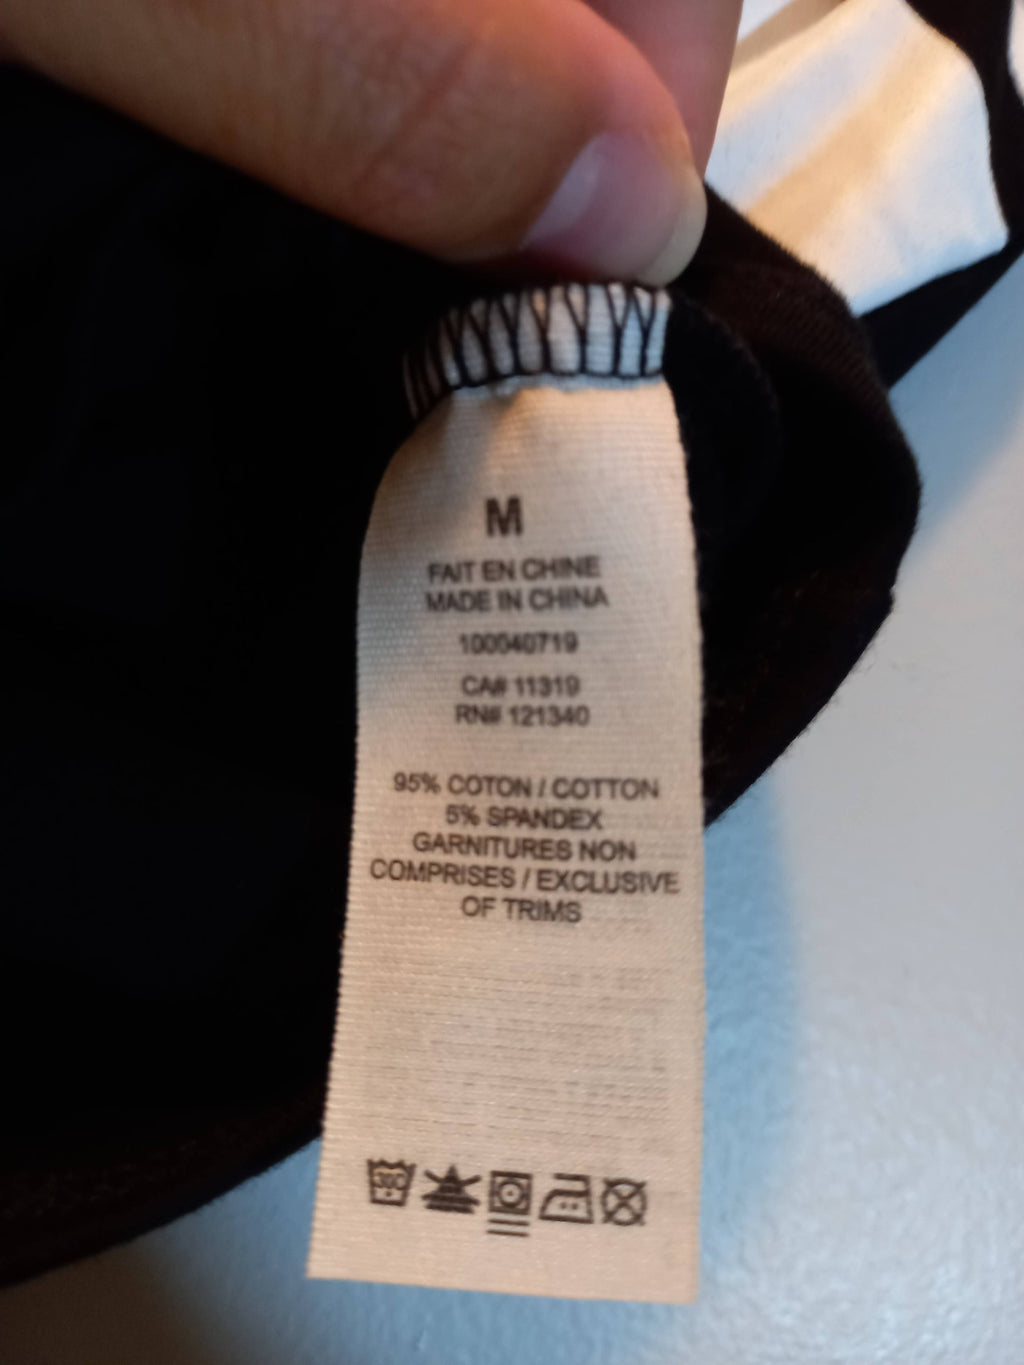 M
FAIT EN CHINE
MADE IN CHINA
100040719
CA# 11319
RN# 121340
95% COTON / COTTON
5% SPANDEX
GARNITURES NON
COMPRISES / EXCLUSIVE
OF TRIMS